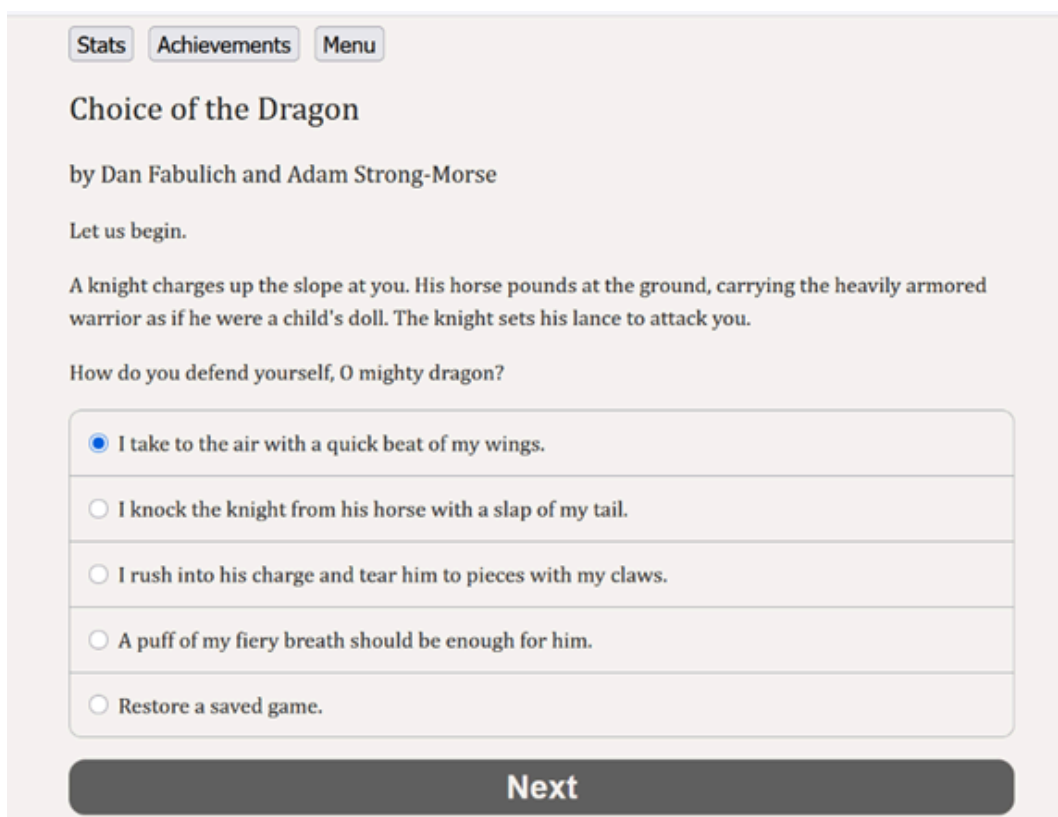 Stats Achievements Menu
Choice of the Dragon
by Dan Fabulich and Adam Strong-Morse
Let us begin.
A knight charges up the slope at you. His horse pounds at the ground, carrying the heavily armored
warrior as if he were a child's doll. The knight sets his lance to attack you.
How do you defend yourself, O mighty dragon?
I take to the air with a quick beat of my wings.
I knock the knight from his horse with a slap of my tail.
I rush into his charge and tear him to pieces with my claws.
A puff of my fiery breath should be enough for him.
Restore a saved game.
Next